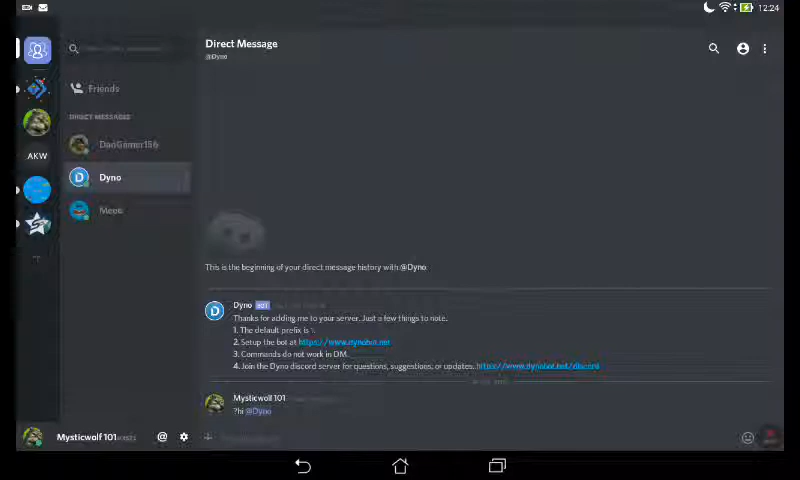 12:24
Direct Message
@Dyno
Friends
DIRECT MESSAGES
DaniGamer156
AKW
Dyno
This is the beginning of your direct message history with @Dyno.
Dyno BOT
Thanks for adding me to your server. Just a few things to note.
1. The default prefix is
2. Setup the bot at https://www.dynobot.net
3. Commands do not work in DM.
4. Join the Dyno discord server for questions, suggestions, or updates. https://www.dynobot.net/discord
Mysticwolf 101
?hi @Dyno
Mysticwolf 101